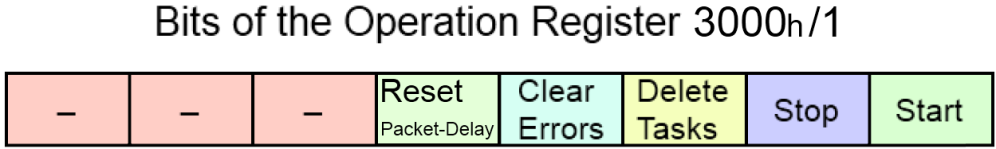 Bits of the Operation Register 3000h/1
– – – Reset Packet-Delay Clear Errors Delete Tasks Stop Start